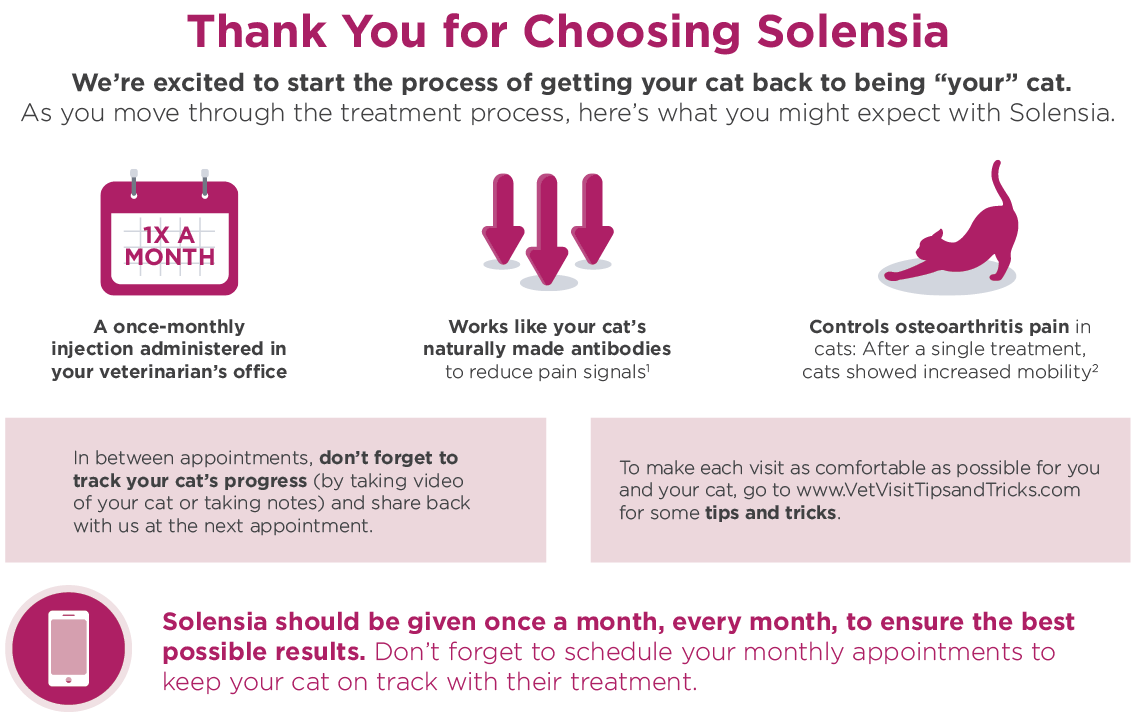 Thank You for Choosing Solensia
We’re excited to start the process of getting your cat back to being “your” cat.
As you move through the treatment process, here’s what you might expect with Solensia.
1X A
MONTH
A once-monthly
injection administered in
your veterinarian’s office
Works like your cat’s
naturally made antibodies
to reduce pain signals¹
Controls osteoarthritis pain in
cats: After a single treatment,
cats showed increased mobility²
In between appointments, don’t forget to
track your cat’s progress (by taking video
of your cat or taking notes) and share back
with us at the next appointment.
To make each visit as comfortable as possible for you
and your cat, go to www.VetVisitTipsandTricks.com
for some tips and tricks.
Solensia should be given once a month, every month, to ensure the best
possible results. Don’t forget to schedule your monthly appointments to
keep your cat on track with their treatment.